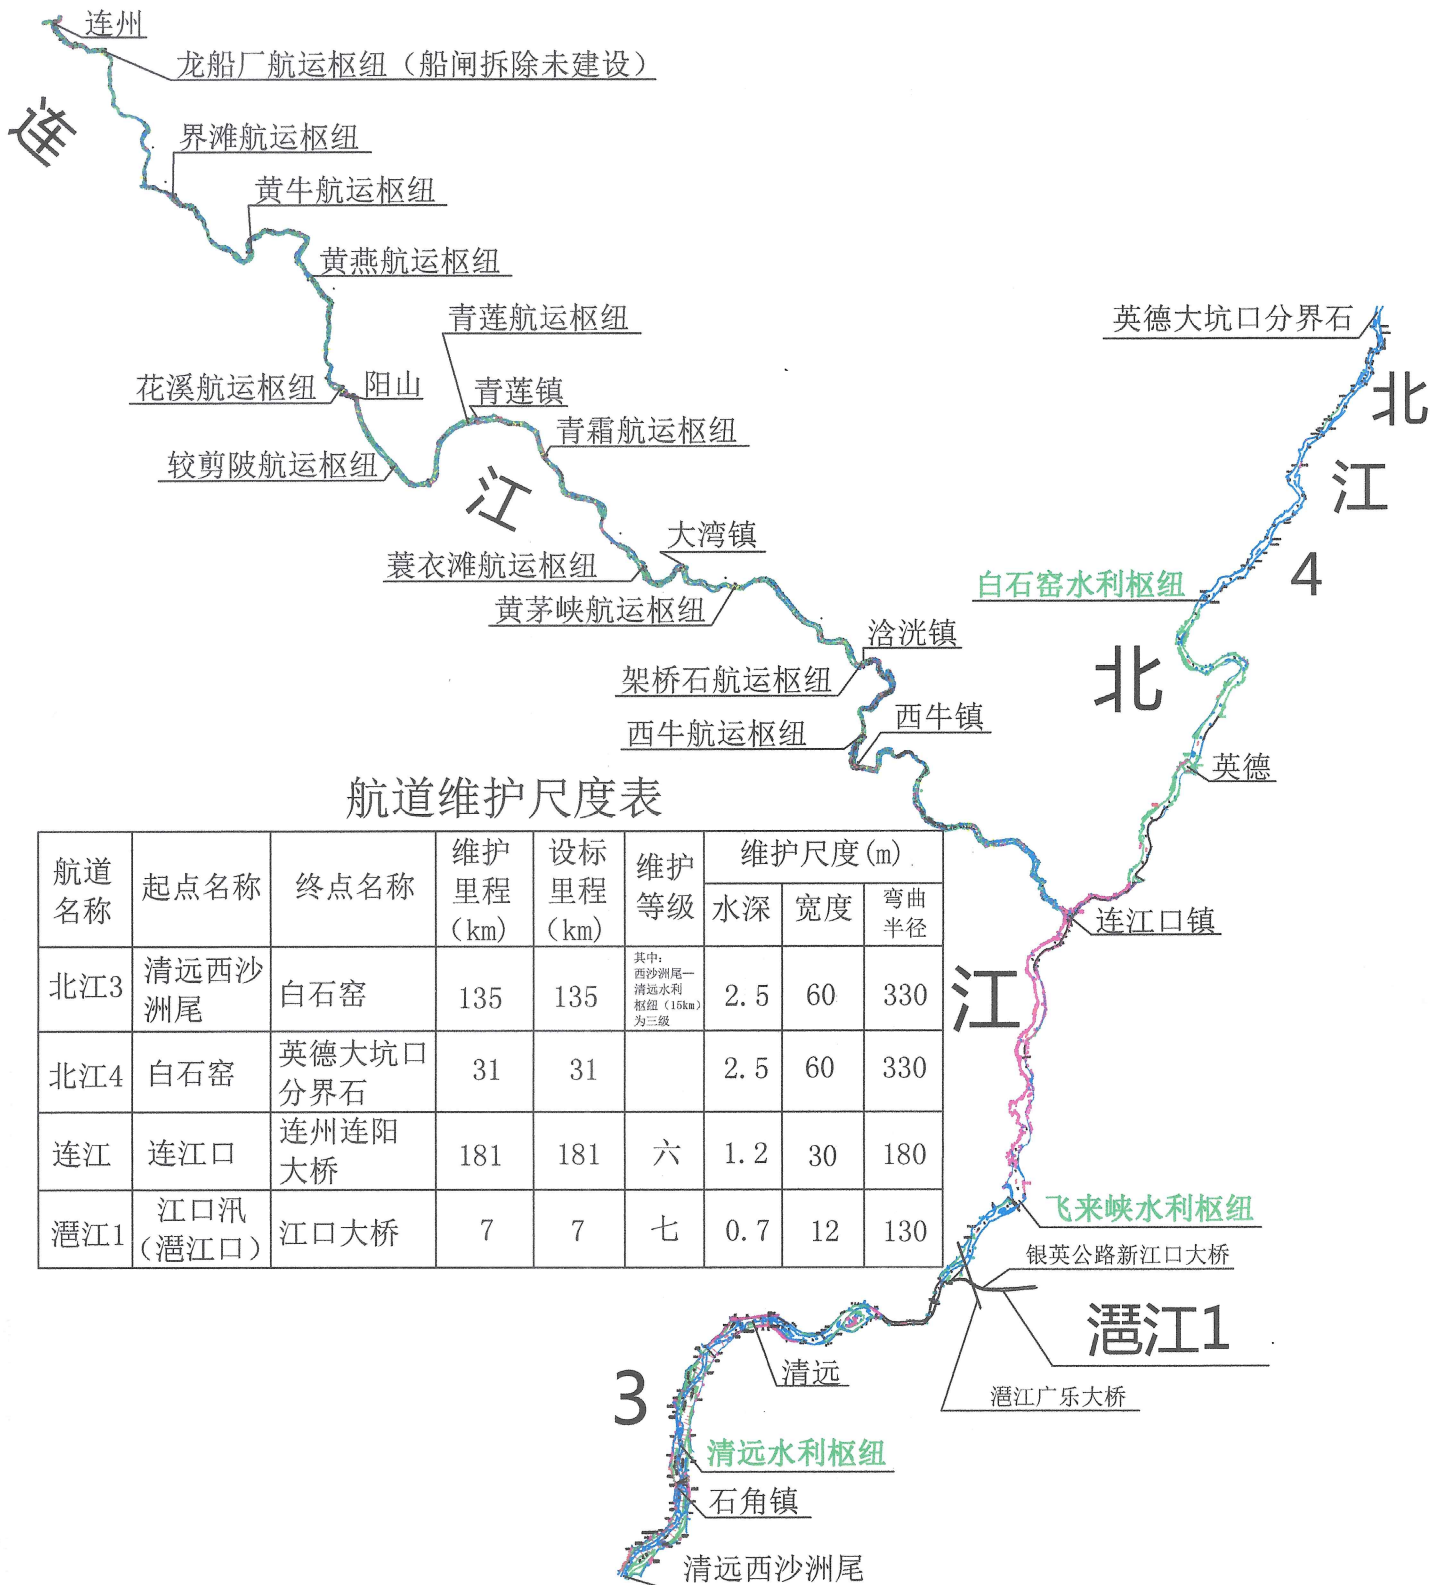 连州
龙船厂航运枢纽（船闸拆除未建设）
连
界滩航运枢纽
黄牛航运枢纽
黄燕航运枢纽
青莲航运枢纽
英德大坑口分界石
花溪航运枢纽
阳山
青莲镇
北
青霜航运枢纽
较剪陂航运枢纽
江
江
大湾镇
蓑衣滩航运枢纽
4
白石窑水利枢纽
黄茅峡航运枢纽
浛洸镇
北
架桥石航运枢纽
西牛镇
西牛航运枢纽
英德
航道维护尺度表
航道名称 起点名称 终点名称 维护里程(km) 设标里程(km) 维护等级 维护尺度(m) 水深 宽度 弯曲半径
北江3 清远西沙洲尾 白石窑 135 135 其中：西沙洲尾—清远水利枢纽（15km）为三级 2.5 60 330
北江4 白石窑 英德大坑口分界石 31 31 2.5 60 330
连江 连江口 连州连阳大桥 181 181 六 1.2 30 180
潖江1 江口汛（潖江口） 江口大桥 7 7 七 0.7 12 130
连江口镇
江
飞来峡水利枢纽
银英公路新江口大桥
潖江1
清远
3
潖江广乐大桥
清远水利枢纽
石角镇
清远西沙洲尾